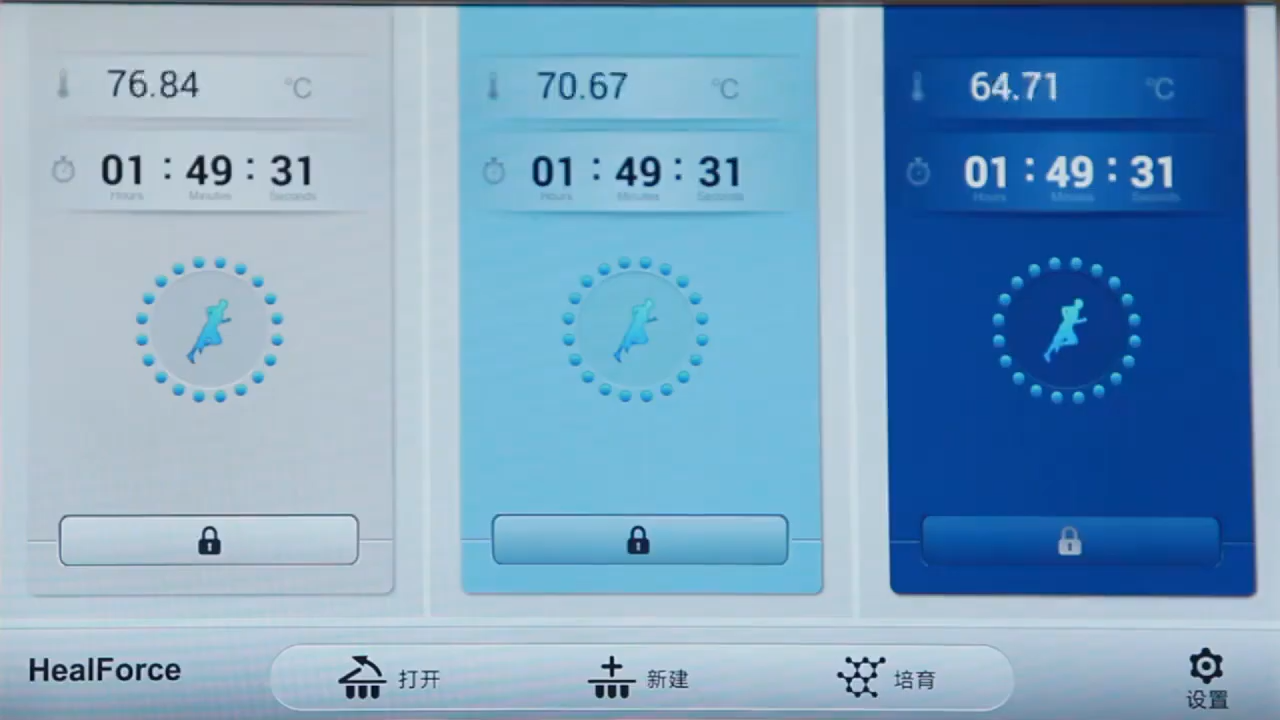 76.84 °C
70.67 °C
64.71 °C
01 : 49 : 31
Hours Minutes Seconds
01 : 49 : 31
Hours Minutes Seconds
01 : 49 : 31
Hours Minutes Seconds
HealForce
打开
新建
培育
设置